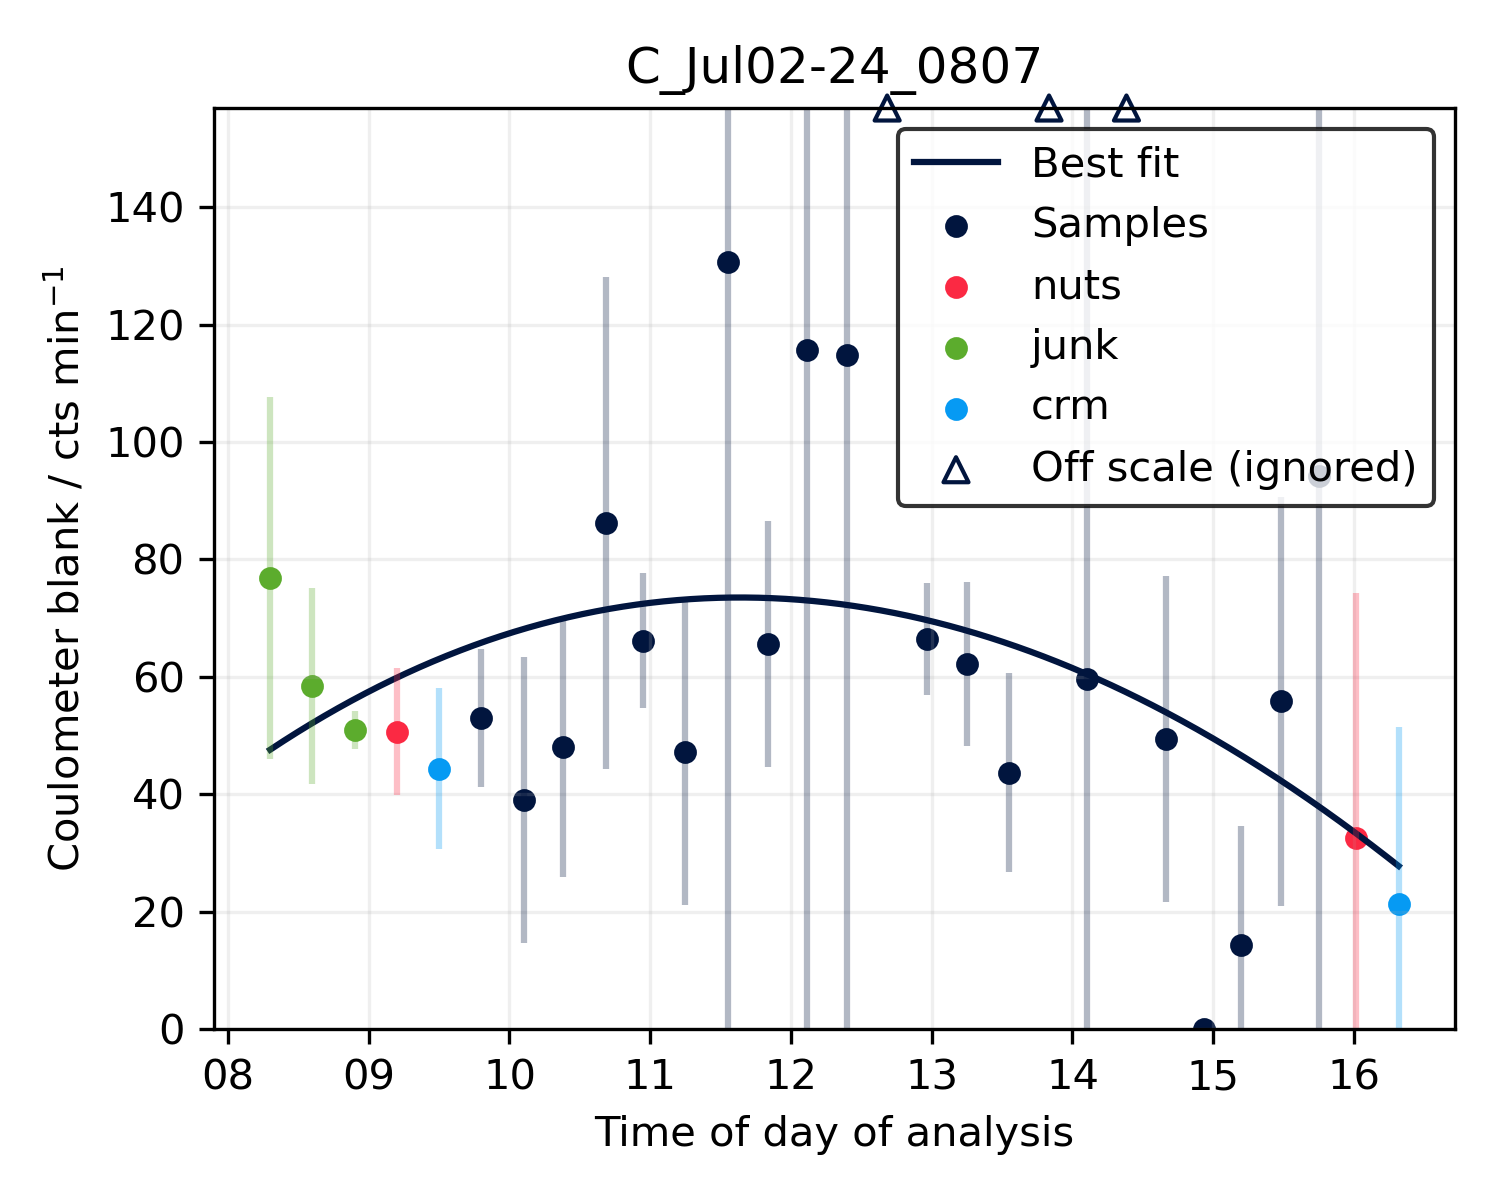 C_Jul02-24_0807
Best fit
Samples
nuts
junk
crm
Off scale (ignored)
Coulometer blank / cts min⁻¹
140
120
100
80
60
40
20
0
08 09 10 11 12 13 14 15 16
Time of day of analysis